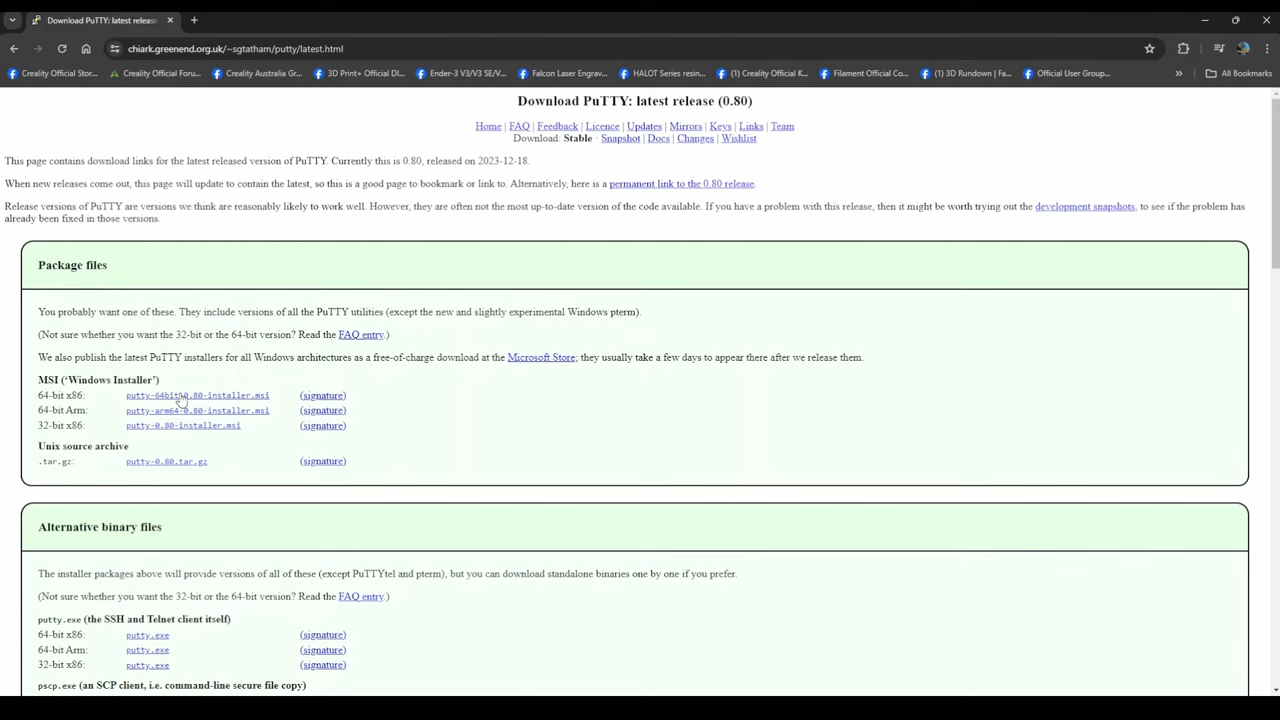 Download PuTTY: latest release
chiark.greenend.org.uk/~sgtatham/putty/latest.html
Creality Official Stor... Creality Official Foru... Creality Australia Gr... 3D Print+ Official DI... Ender-3 V3/V3 SE/V... Falcon Laser Engrav... HALOT Series resin... (1) Creality Official K... Filament Official Co... (1) 3D Rundown | Fa... Official User Group... » All Bookmarks
Download PuTTY: latest release (0.80)
Home | FAQ | Feedback | Licence | Updates | Mirrors | Keys | Links | Team
Download: Stable · Snapshot | Docs | Changes | Wishlist
This page contains download links for the latest released version of PuTTY. Currently this is 0.80, released on 2023-12-18.
When new releases come out, this page will update to contain the latest, so this is a good page to bookmark or link to. Alternatively, here is a permanent link to the 0.80 release.
Release versions of PuTTY are versions we think are reasonably likely to work well. However, they are often not the most up-to-date version of the code available. If you have a problem with this release, then it might be worth trying out the development snapshots, to see if the problem has
already been fixed in those versions.
Package files
You probably want one of these. They include versions of all the PuTTY utilities (except the new and slightly experimental Windows pterm).
(Not sure whether you want the 32-bit or the 64-bit version? Read the FAQ entry.)
We also publish the latest PuTTY installers for all Windows architectures as a free-of-charge download at the Microsoft Store; they usually take a few days to appear there after we release them.
MSI (‘Windows Installer’)
64-bit x86: putty-64bit-0.80-installer.msi (signature)
64-bit Arm: putty-arm64-0.80-installer.msi (signature)
32-bit x86: putty-0.80-installer.msi (signature)
Unix source archive
.tar.gz: putty-0.80.tar.gz (signature)
Alternative binary files
The installer packages above will provide versions of all of these (except PuTTYtel and pterm), but you can download standalone binaries one by one if you prefer.
(Not sure whether you want the 32-bit or the 64-bit version? Read the FAQ entry.)
putty.exe (the SSH and Telnet client itself)
64-bit x86: putty.exe (signature)
64-bit Arm: putty.exe (signature)
32-bit x86: putty.exe (signature)
pscp.exe (an SCP client, i.e. command-line secure file copy)